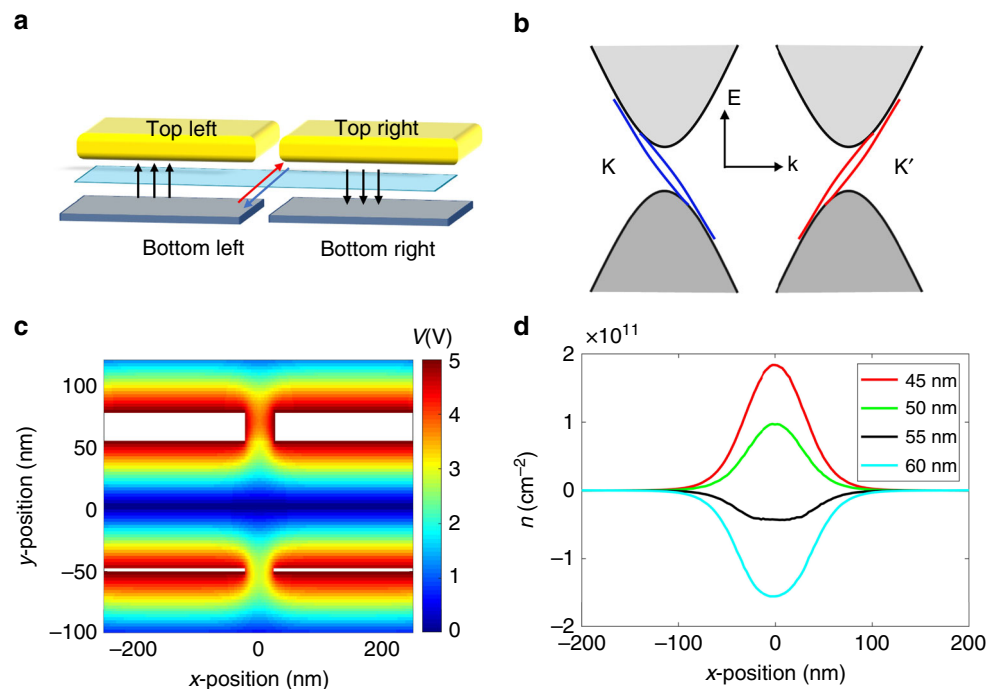 a
Top left
Top right
Bottom left
Bottom right
b
E
k
K
K′
c
V(V)
5
4
3
2
1
0
100
50
0
−50
−100
y-position (nm)
−200
0
200
x-position (nm)
d
×10¹¹
2
1
0
−1
−2
n (cm⁻²)
45 nm
50 nm
55 nm
60 nm
−200
−100
0
100
200
x-position (nm)